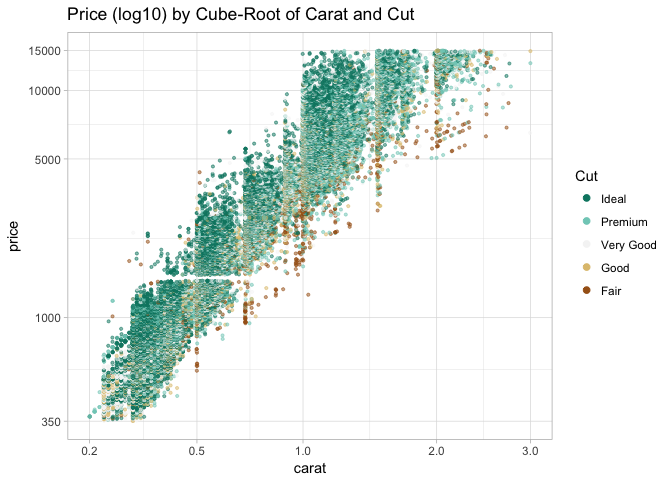 Price (log10) by Cube-Root of Carat and Cut
15000
10000
5000
1000
350
price
0.2
0.5
1.0
2.0
3.0
carat
Cut
Ideal
Premium
Very Good
Good
Fair